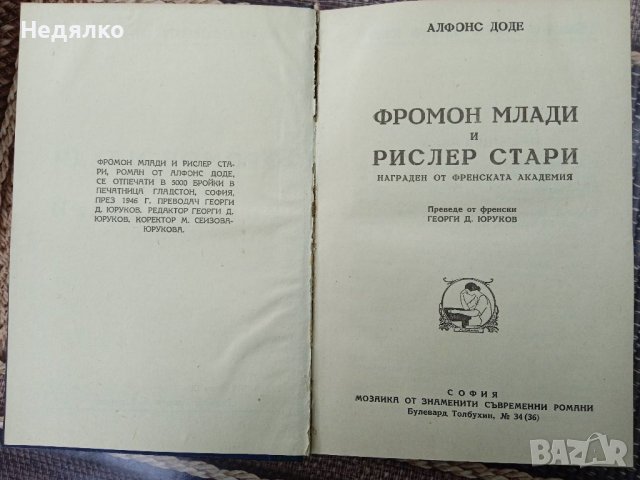 Недялко
ФРОМОН МЛАДИ И РИСЛЕР СТА-
РИ, РОМАН ОТ АЛФОНС ДОДЕ,
СЕ ОТПЕЧАТИ В 5000 БРОЙКИ В
ПЕЧАТНИЦА ГЛАДСТОН, СОФИЯ,
ПРЕЗ 1946 Г. ПРЕВОДАЧ ГЕОРГИ
Д. ЮРУКОВ. РЕДАКТОР ГЕОРГИ Д.
ЮРУКОВ. КОРЕКТОР М. СЕИЗОВА-
ЮРУКОВА.
АЛФОНС ДОДЕ
ФРОМОН МЛАДИ
И
РИСЛЕР СТАРИ
НАГРАДЕН ОТ ФРЕНСКАТА АКАДЕМИЯ
Преведе от френски
ГЕОРГИ Д. ЮРУКОВ
СОФИЯ
МОЗАИКА ОТ ЗНАМЕНИТИ СЪВРЕМЕННИ РОМАНИ
Булевард Толбухин, № 34 (36)
BAZAR